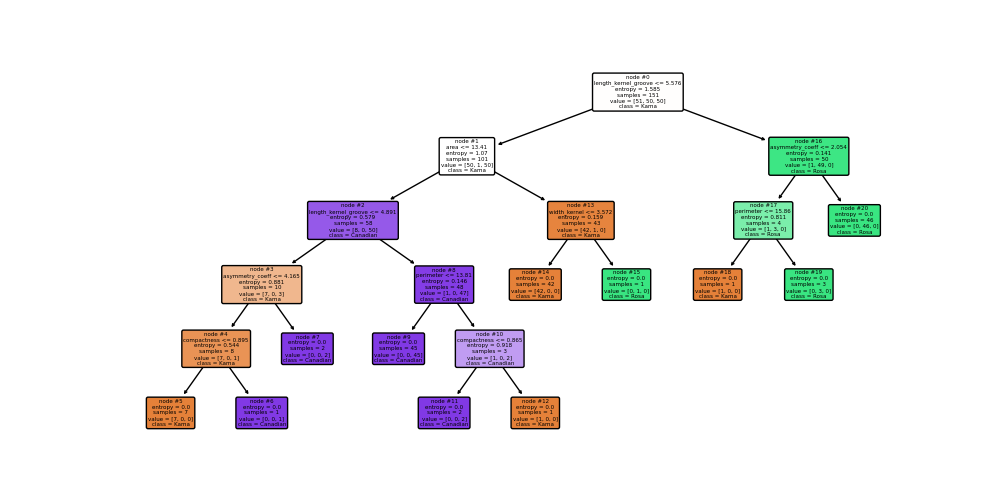 node #0
length_kernel_groove <= 5.576
entropy = 1.585
samples = 151
value = [51, 50, 50]
class = Kama
node #1
area <= 13.41
entropy = 1.07
samples = 101
value = [50, 1, 50]
class = Kama
node #16
asymmetry_coeff <= 2.054
entropy = 0.141
samples = 50
value = [1, 49, 0]
class = Rosa
node #2
length_kernel_groove <= 4.891
entropy = 0.579
samples = 58
value = [8, 0, 50]
class = Canadian
node #13
width_kernel <= 3.572
entropy = 0.159
samples = 43
value = [42, 1, 0]
class = Kama
node #17
perimeter <= 15.86
entropy = 0.811
samples = 4
value = [1, 3, 0]
class = Rosa
node #20
entropy = 0.0
samples = 46
value = [0, 46, 0]
class = Rosa
node #3
asymmetry_coeff <= 4.165
entropy = 0.881
samples = 10
value = [7, 0, 3]
class = Kama
node #8
perimeter <= 13.81
entropy = 0.146
samples = 48
value = [1, 0, 47]
class = Canadian
node #14
entropy = 0.0
samples = 42
value = [42, 0, 0]
class = Kama
node #15
entropy = 0.0
samples = 1
value = [0, 1, 0]
class = Rosa
node #18
entropy = 0.0
samples = 1
value = [1, 0, 0]
class = Kama
node #19
entropy = 0.0
samples = 3
value = [0, 3, 0]
class = Rosa
node #4
compactness <= 0.895
entropy = 0.544
samples = 8
value = [7, 0, 1]
class = Kama
node #7
entropy = 0.0
samples = 2
value = [0, 0, 2]
class = Canadian
node #9
entropy = 0.0
samples = 45
value = [0, 0, 45]
class = Canadian
node #10
compactness <= 0.865
entropy = 0.918
samples = 3
value = [1, 0, 2]
class = Canadian
node #5
entropy = 0.0
samples = 7
value = [7, 0, 0]
class = Kama
node #6
entropy = 0.0
samples = 1
value = [0, 0, 1]
class = Canadian
node #11
entropy = 0.0
samples = 2
value = [0, 0, 2]
class = Canadian
node #12
entropy = 0.0
samples = 1
value = [1, 0, 0]
class = Kama